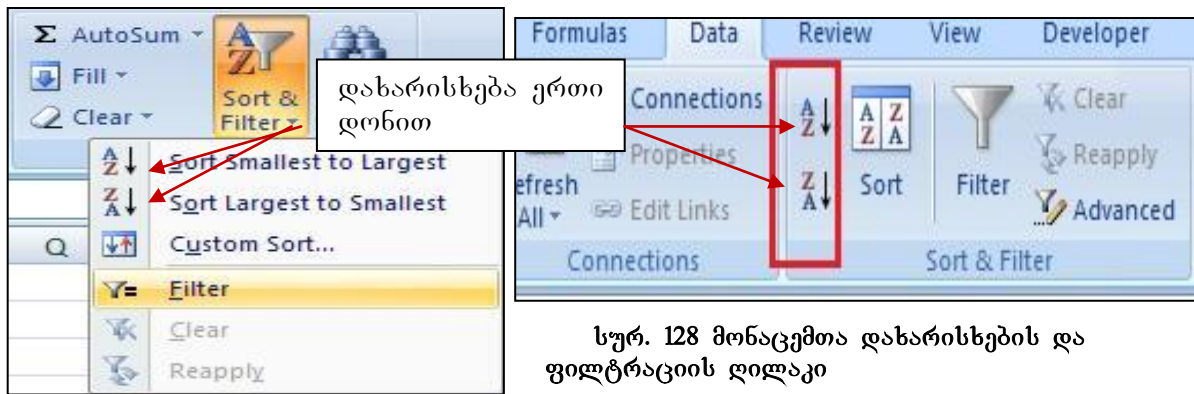 Σ AutoSum
Fill
Clear
Sort &
Filter
Sort Smallest to Largest
Sort Largest to Smallest
Custom Sort...
Filter
Clear
Reapply
Q
დახარისხება ერთი
დონით
Formulas Data Review View Developer
Connections
Properties
Edit Links
efresh
All
Connections
Sort
Filter
Clear
Reapply
Advanced
Sort & Filter
სურ. 128 მონაცემთა დახარისხების და
ფილტრაციის ღილაკი